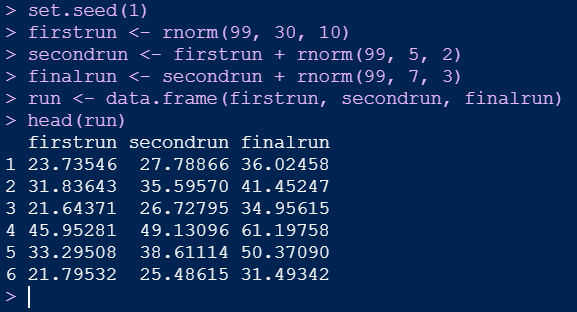 > set.seed(1)
> firstrun <- rnorm(99, 30, 10)
> secondrun <- firstrun + rnorm(99, 5, 2)
> finalrun <- secondrun + rnorm(99, 7, 3)
> run <- data.frame(firstrun, secondrun, finalrun)
> head(run)
  firstrun secondrun finalrun
1 23.73546  27.78866 36.02458
2 31.83643  35.59570 41.45247
3 21.64371  26.72795 34.95615
4 45.95281  49.13096 61.19758
5 33.29508  38.61114 50.37090
6 21.79532  25.48615 31.49342
>